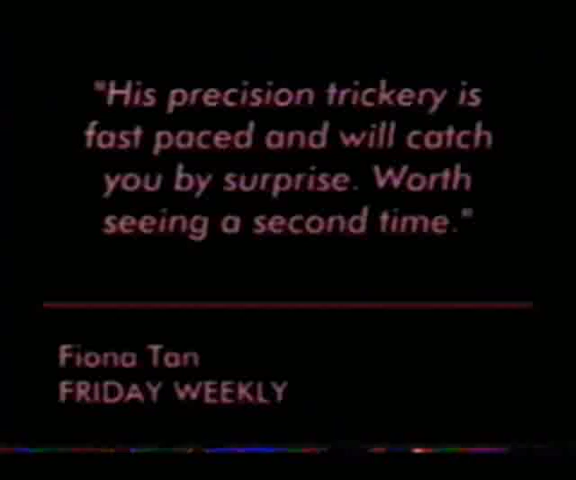 "His precision trickery is
fast paced and will catch
you by surprise. Worth
seeing a second time."
Fiona Tan
FRIDAY WEEKLY